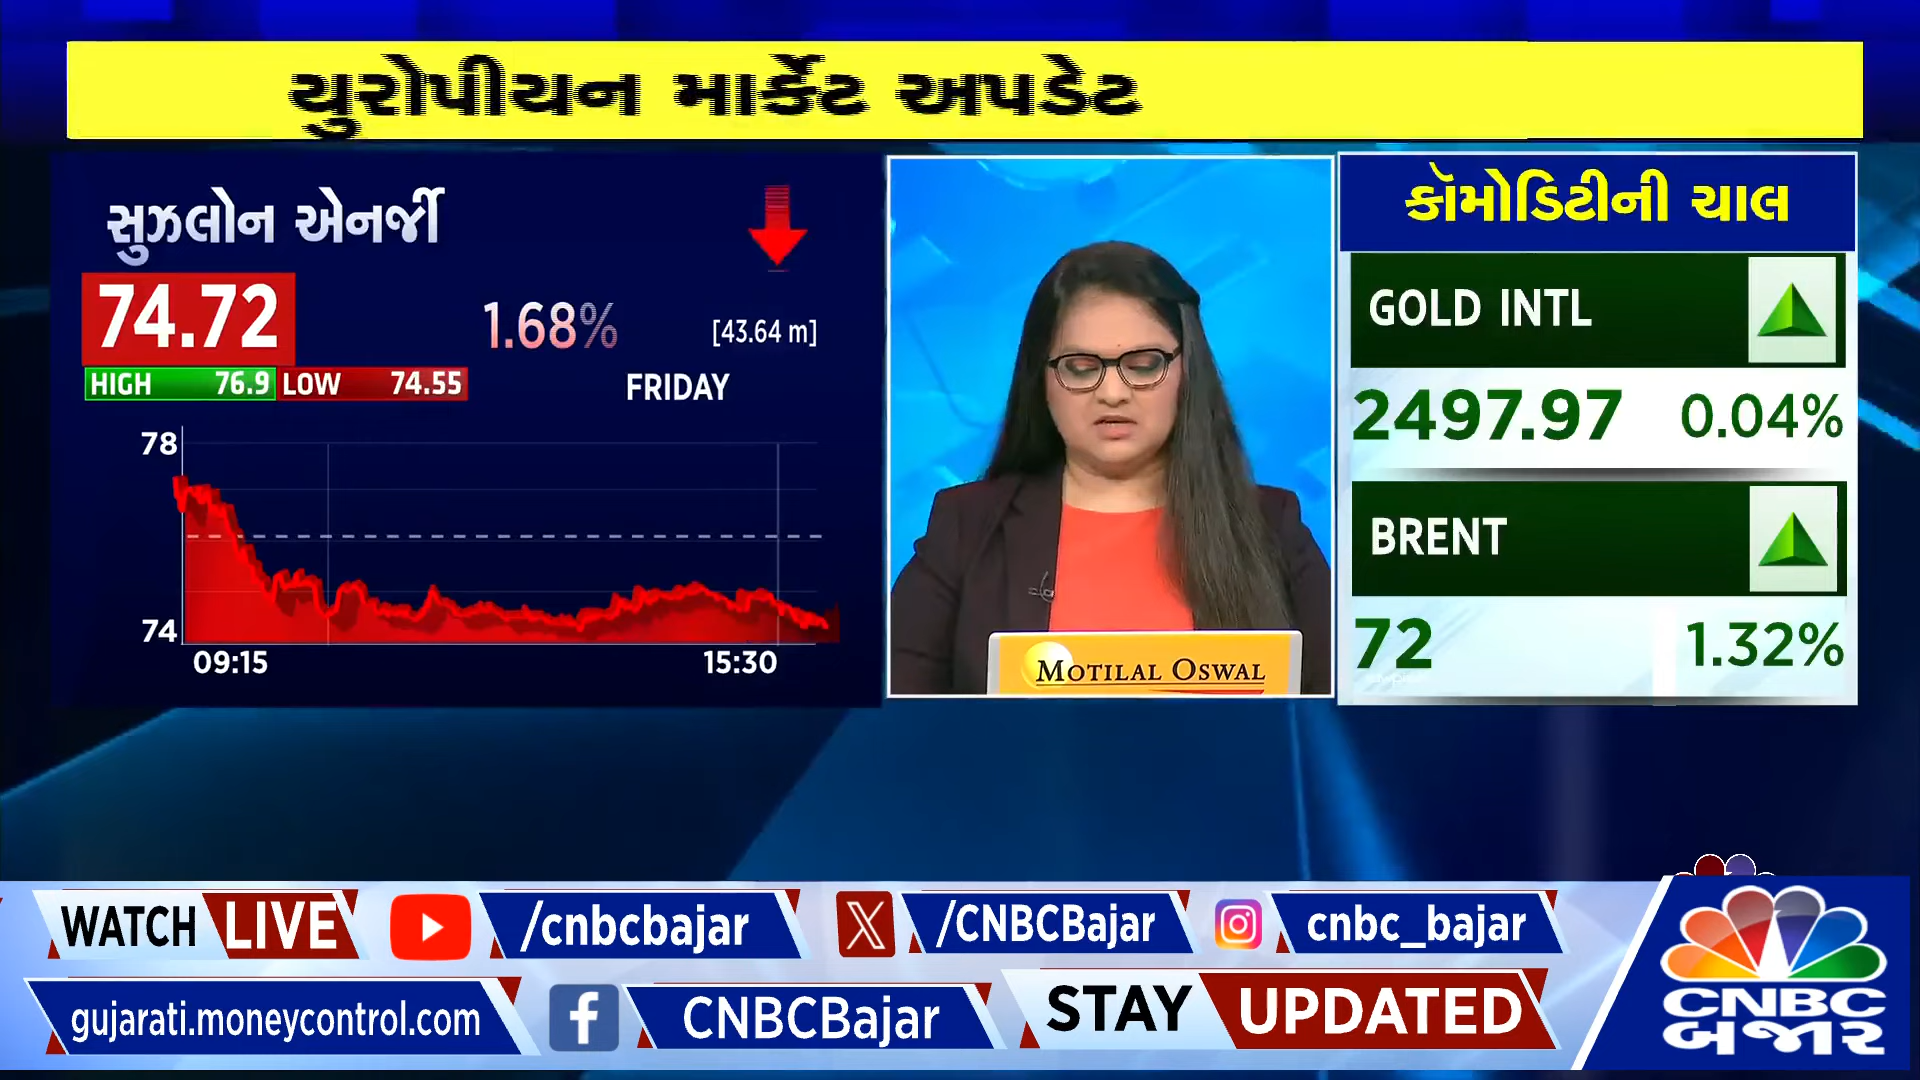 યુરોપીયન માર્કેટ અપડેટ
સુઝલોન એનર્જી
74.72
1.68%
[43.64 m]
HIGH 76.9 LOW 74.55
FRIDAY
78
74
09:15
15:30
MOTILAL OSWAL
કૉમોડિટીની ચાલ
GOLD INTL
2497.97 0.04%
BRENT
72 1.32%
WATCH LIVE /cnbcbajar /CNBCBajar cnbc_bajar
gujarati.moneycontrol.com CNBCBajar STAY UPDATED
CNBC
બજાર